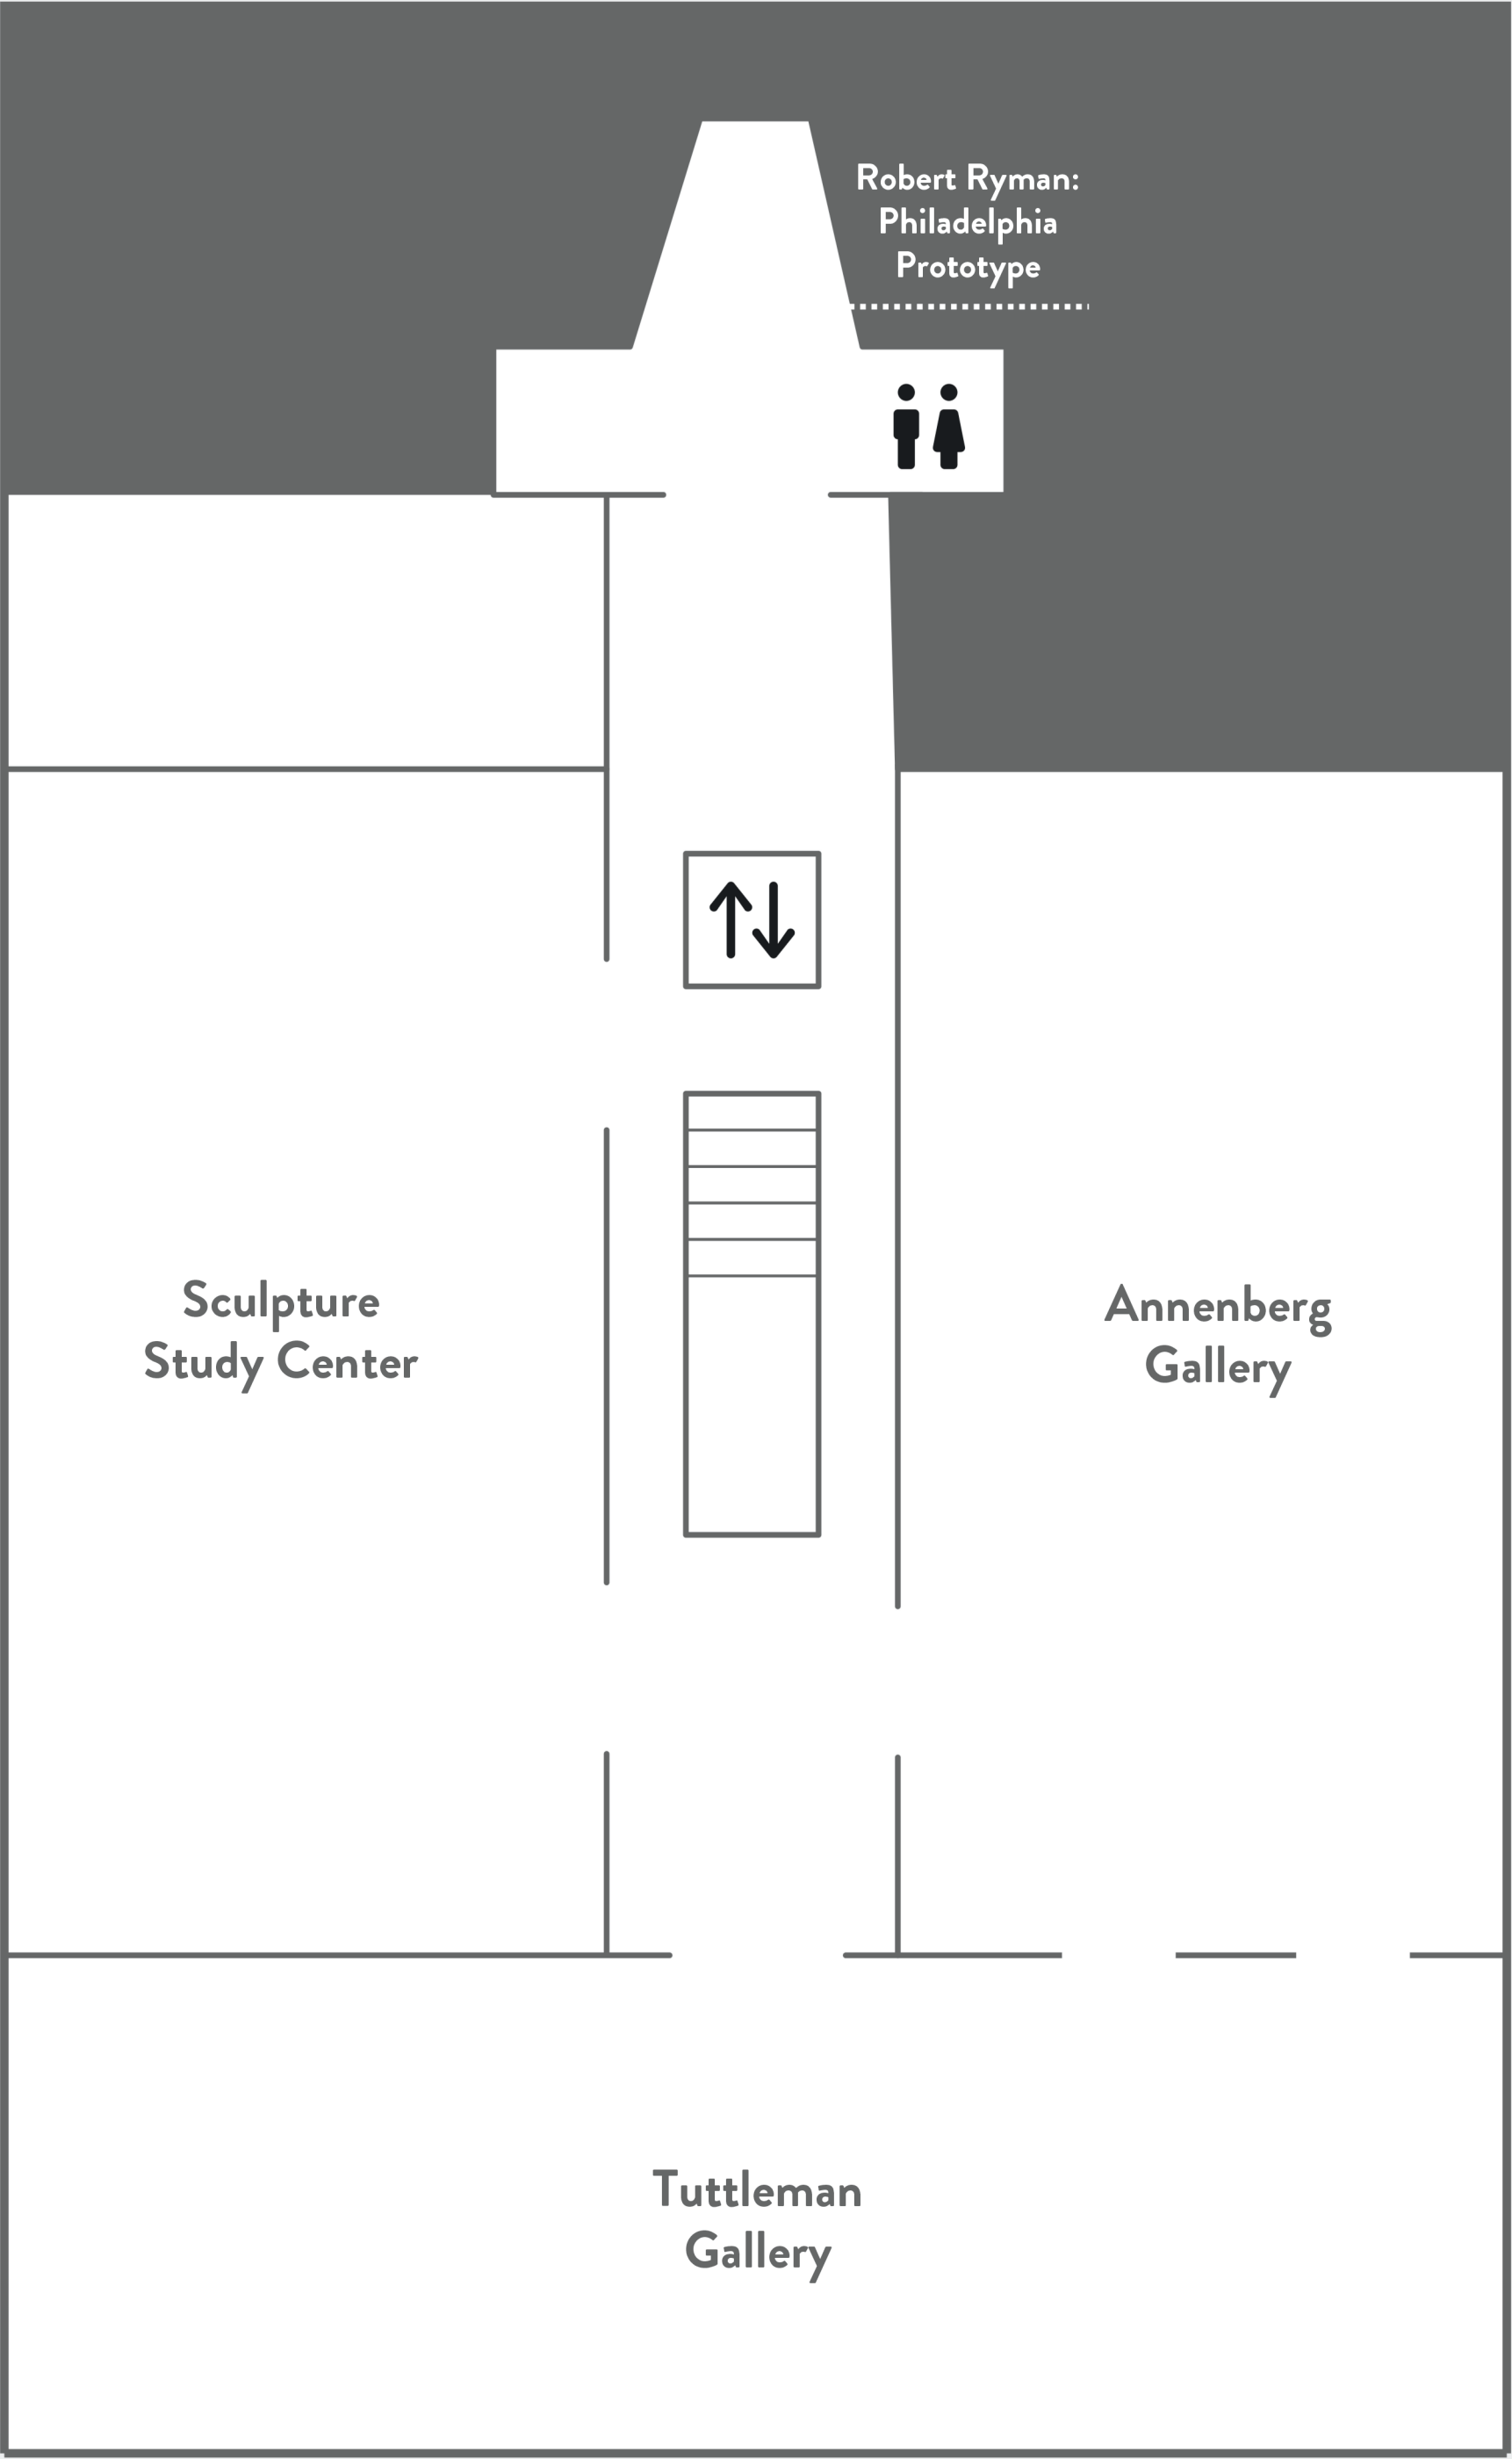 Robert Ryman:
Philadelphia
Prototype
Sculpture
Study Center
Annenberg
Gallery
Tuttleman
Gallery